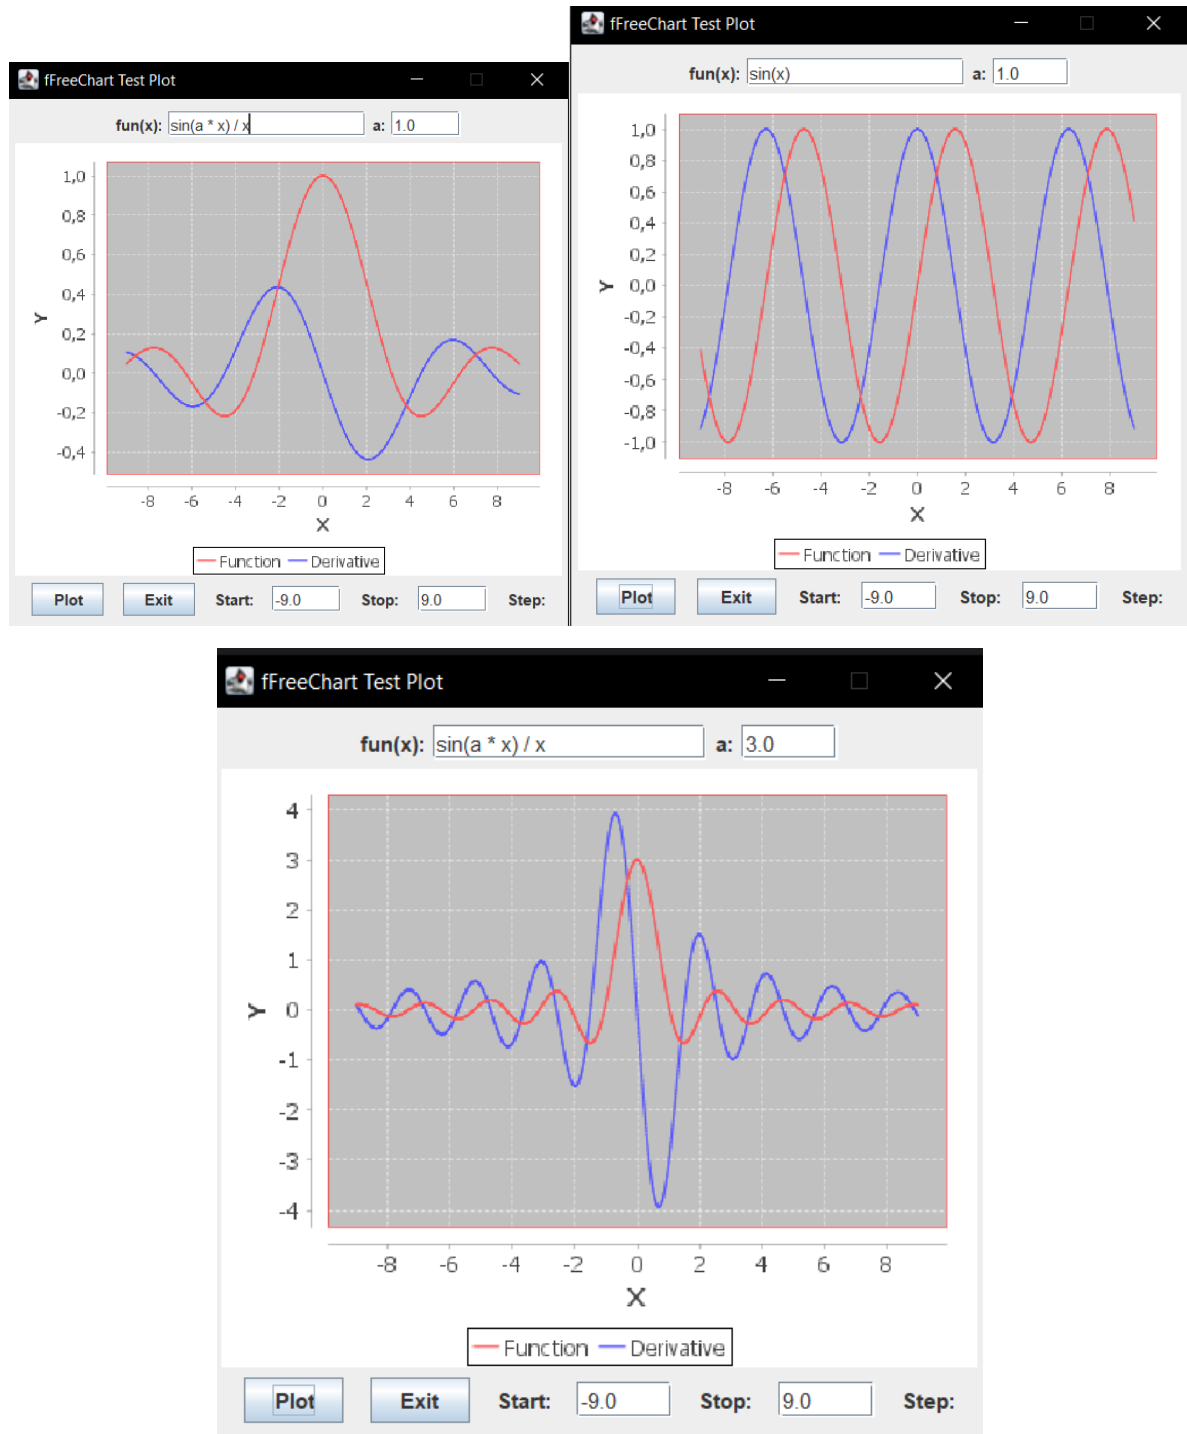 fFreeChart Test Plot
fun(x): sin(a * x) / x a: 1.0
1,0
0,8
0,6
0,4
0,2
0,0
-0,2
-0,4
Y
-8 -6 -4 -2 0 2 4 6 8
X
Function Derivative
Plot Exit Start: -9.0 Stop: 9.0 Step:
fFreeChart Test Plot
fun(x): sin(x) a: 1.0
1,0
0,8
0,6
0,4
0,2
0,0
-0,2
-0,4
-0,6
-0,8
-1,0
Y
-8 -6 -4 -2 0 2 4 6 8
X
Function Derivative
Plot Exit Start: -9.0 Stop: 9.0 Step:
fFreeChart Test Plot
fun(x): sin(a * x) / x a: 3.0
4
3
2
1
0
-1
-2
-3
-4
Y
-8 -6 -4 -2 0 2 4 6 8
X
Function Derivative
Plot Exit Start: -9.0 Stop: 9.0 Step: